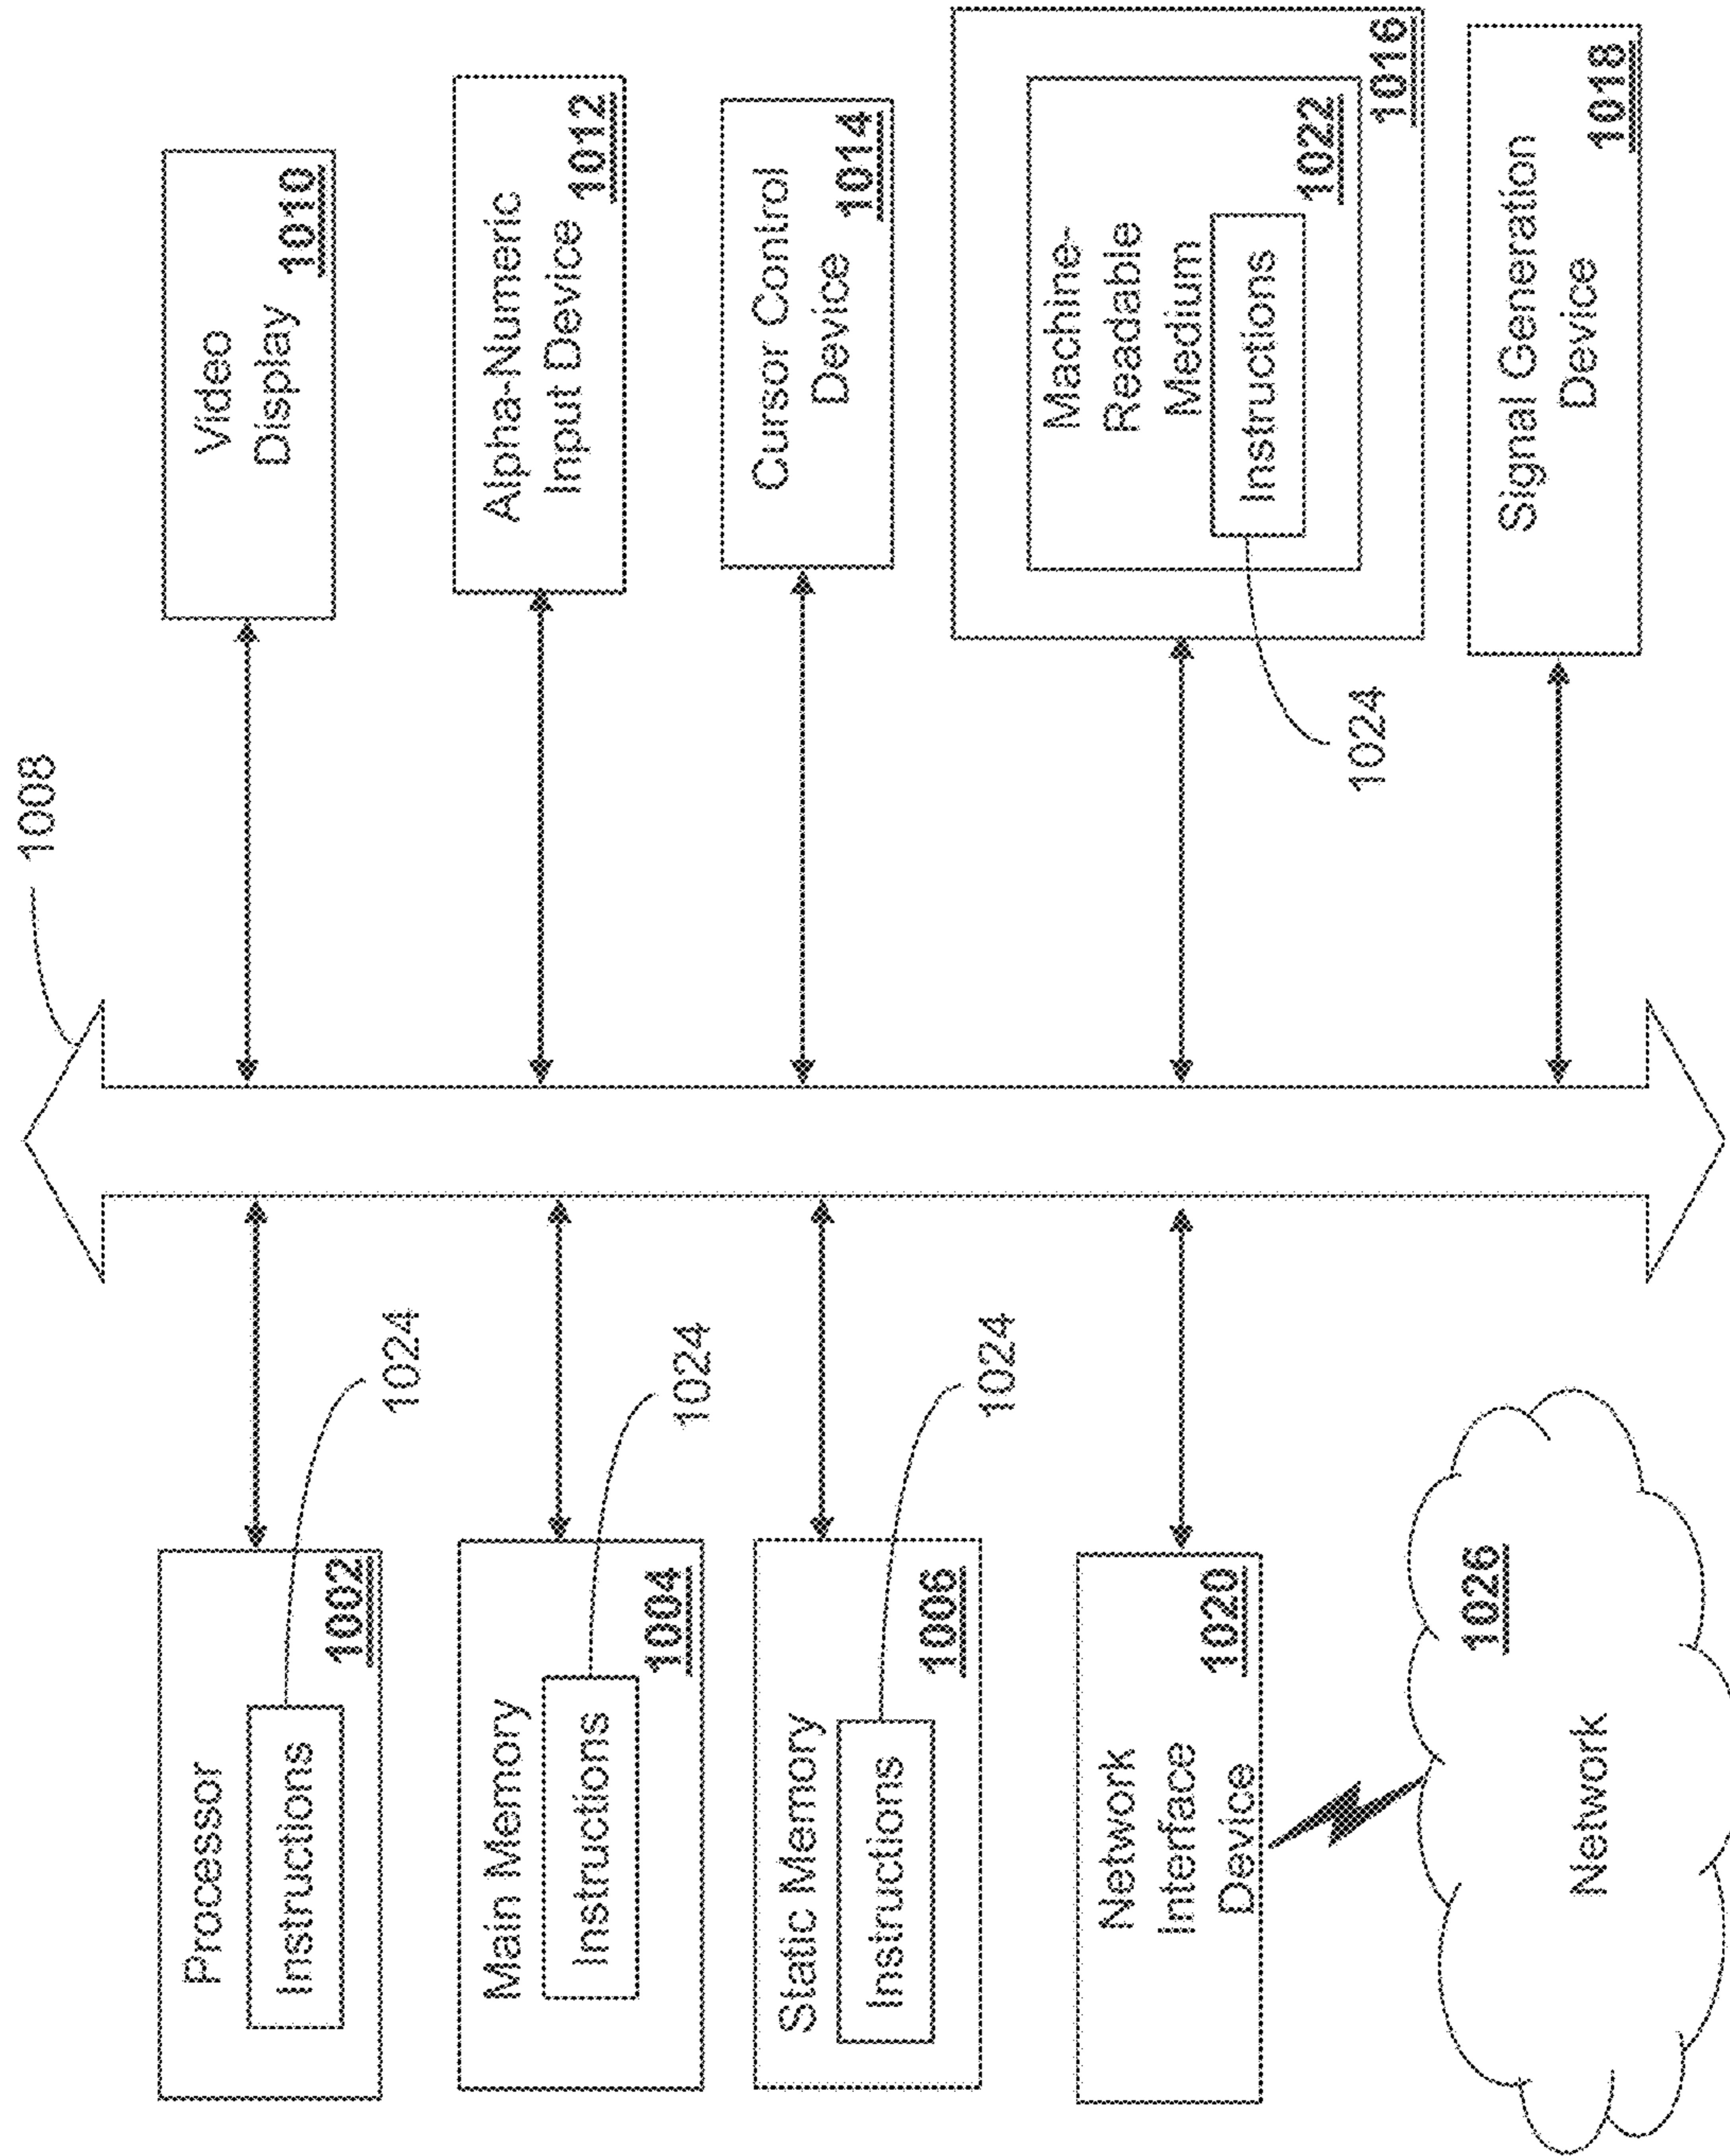 1008
Processor
Instructions
1002
1024
Video
Display
1010
Main Memory
Instructions
1004
1024
Alpha-Numeric
Input Device
1012
Static Memory
Instructions
1006
1024
Cursor Control
Device
1014
Network
Interface
Device
1020
Machine-
Readable
Medium
1022
Instructions
1024
1016
Network
1026
Signal Generation
Device
1018